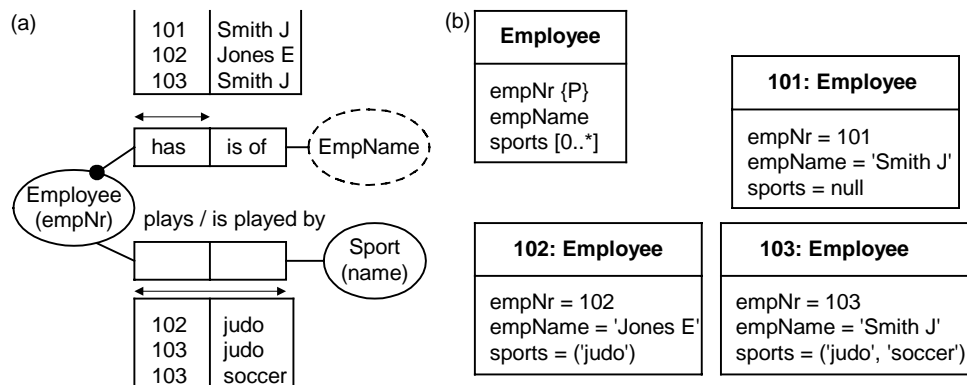 (a)
101 Smith J
102 Jones E
103 Smith J
has is of
EmpName
Employee
(empNr)
plays / is played by
Sport
(name)
102 judo
103 judo
103 soccer
(b)
Employee
empNr {P}
empName
sports [0..*]
101: Employee
empNr = 101
empName = 'Smith J'
sports = null
102: Employee
empNr = 102
empName = 'Jones E'
sports = ('judo')
103: Employee
empNr = 103
empName = 'Smith J'
sports = ('judo', 'soccer')